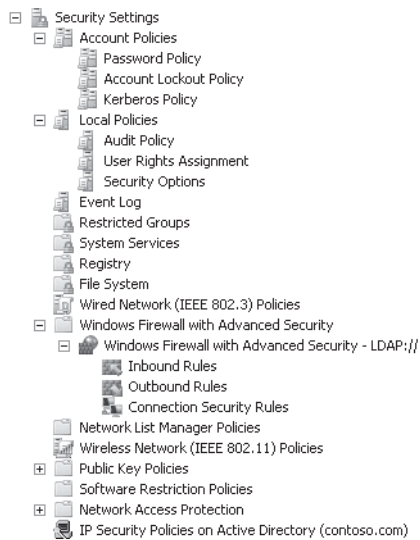 Security Settings
Account Policies
Password Policy
Account Lockout Policy
Kerberos Policy
Local Policies
Audit Policy
User Rights Assignment
Security Options
Event Log
Restricted Groups
System Services
Registry
File System
Wired Network (IEEE 802.3) Policies
Windows Firewall with Advanced Security
Windows Firewall with Advanced Security - LDAP://
Inbound Rules
Outbound Rules
Connection Security Rules
Network List Manager Policies
Wireless Network (IEEE 802.11) Policies
Public Key Policies
Software Restriction Policies
Network Access Protection
IP Security Policies on Active Directory (contoso.com)